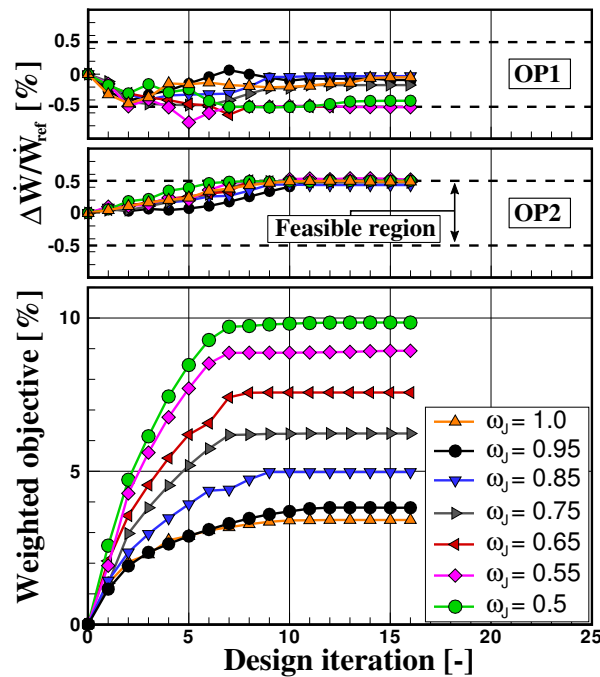 0.5
0
-0.5
OP1
ΔẆ/Ẇref [%]
0.5
0
-0.5
Feasible region
OP2
10
5
0
Weighted objective [%]
ωJ = 1.0
ωJ = 0.95
ωJ = 0.85
ωJ = 0.75
ωJ = 0.65
ωJ = 0.55
ωJ = 0.5
0 5 10 15 20 25
Design iteration [-]